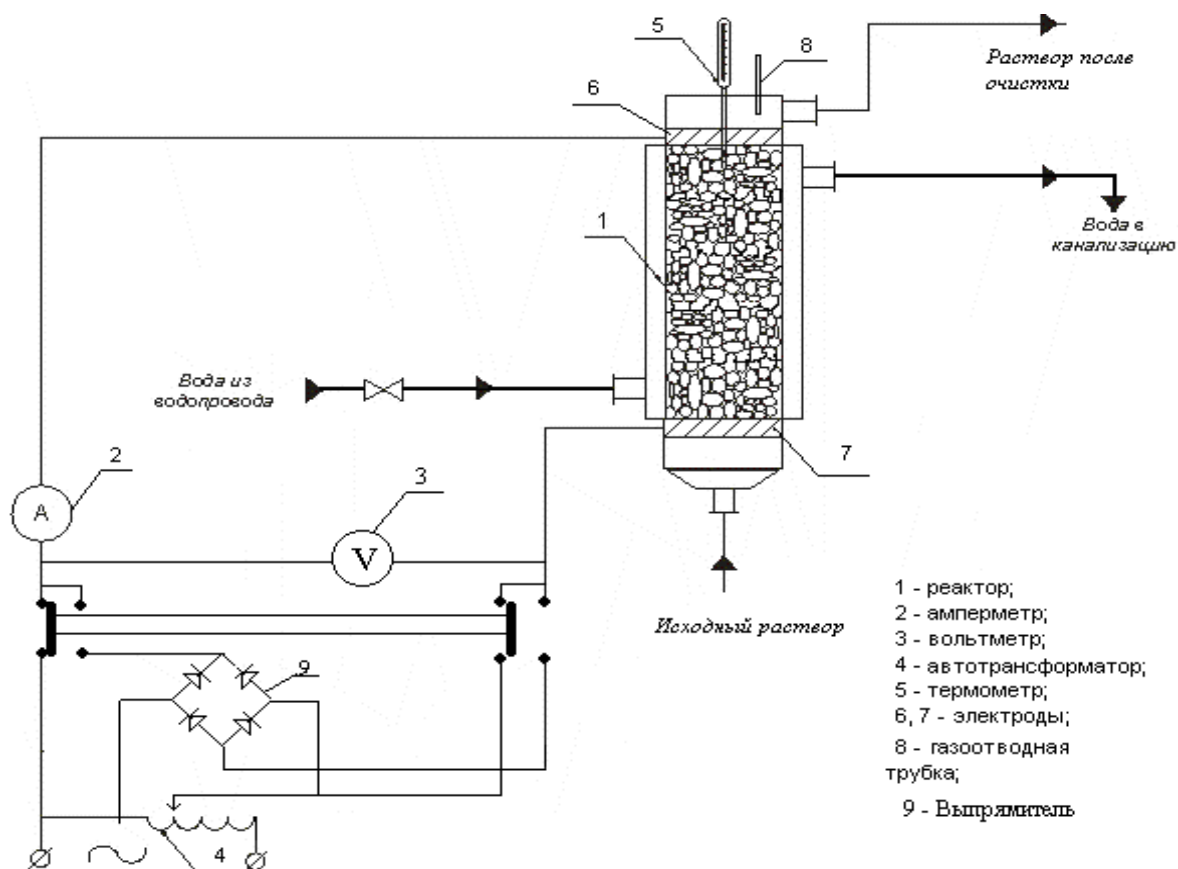 5
8
Раствор после
очистки
6
1
Вода в
канализацию
Вода из
водопровода
7
2
3
A
V
Исходный раствор
9
4
1 - реактор;
2 - амперметр;
3 - вольтметр;
4 - автотрансформатор;
5 - термометр;
6, 7 - электроды;
8 - газоотводная
трубка;
9 - Выпрямитель